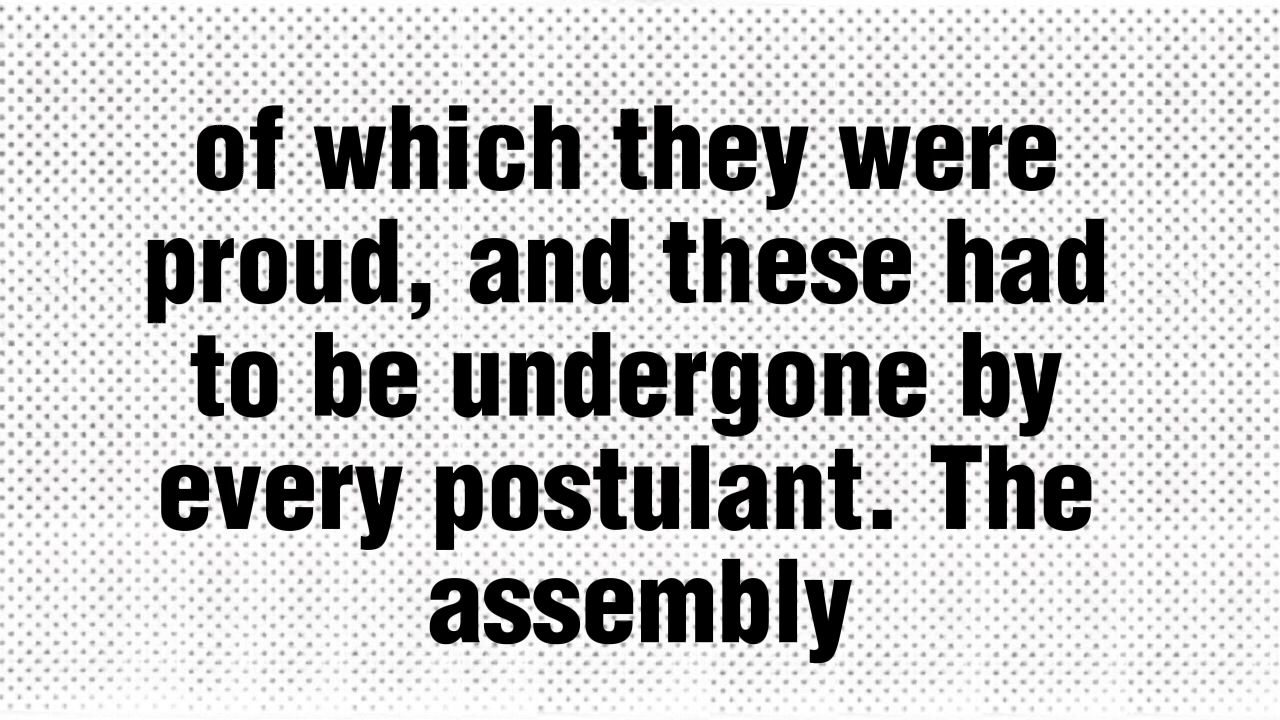 of which they were
proud, and these had
to be undergone by
every postulant. The
assembly